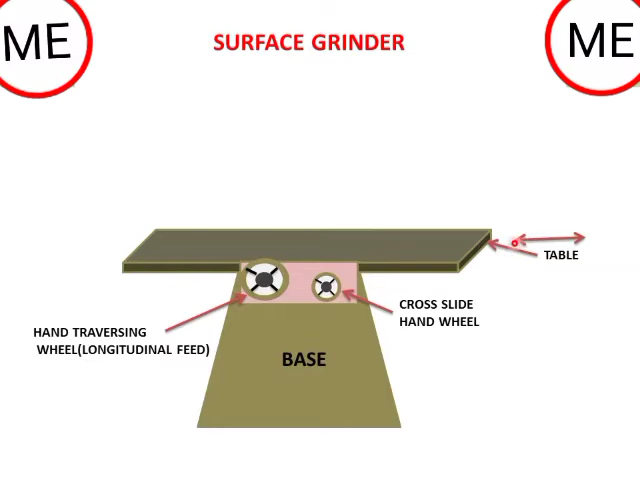 ME
SURFACE GRINDER
ME
TABLE
CROSS SLIDE
HAND WHEEL
HAND TRAVERSING
WHEEL(LONGITUDINAL FEED)
BASE